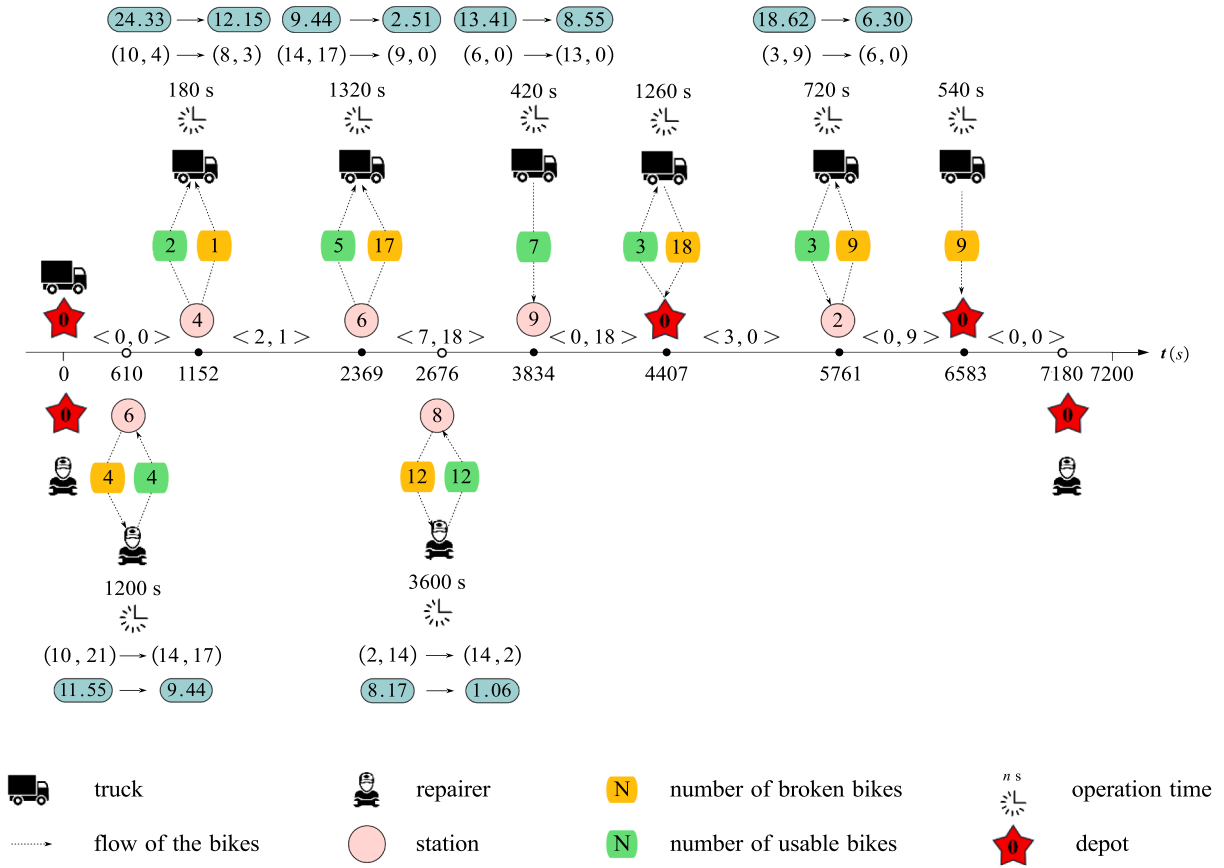 24.33 12.15 9.44 2.51 13.41 8.55 18.62 6.30
(10, 4) (8, 3) (14, 17) (9, 0) (6, 0) (13, 0) (3, 9) (6, 0)
180 s 1320 s 420 s 1260 s 720 s 540 s
2 1 5 17 7 3 18 3 9 9
0 4 6 9 0 2 0
<0, 0> <2, 1> <7, 18> <0, 18> <3, 0> <0, 9> <0, 0>
t(s)
0 610 1152 2369 2676 3834 4407 5761 6583 7180 7200
0 6 8 0
4 4 12 12
1200 s 3600 s
(10, 21) (14, 17) (2, 14) (14, 2)
11.55 9.44 8.17 1.06
truck repairer N number of broken bikes n s operation time
flow of the bikes station N number of usable bikes 0 depot